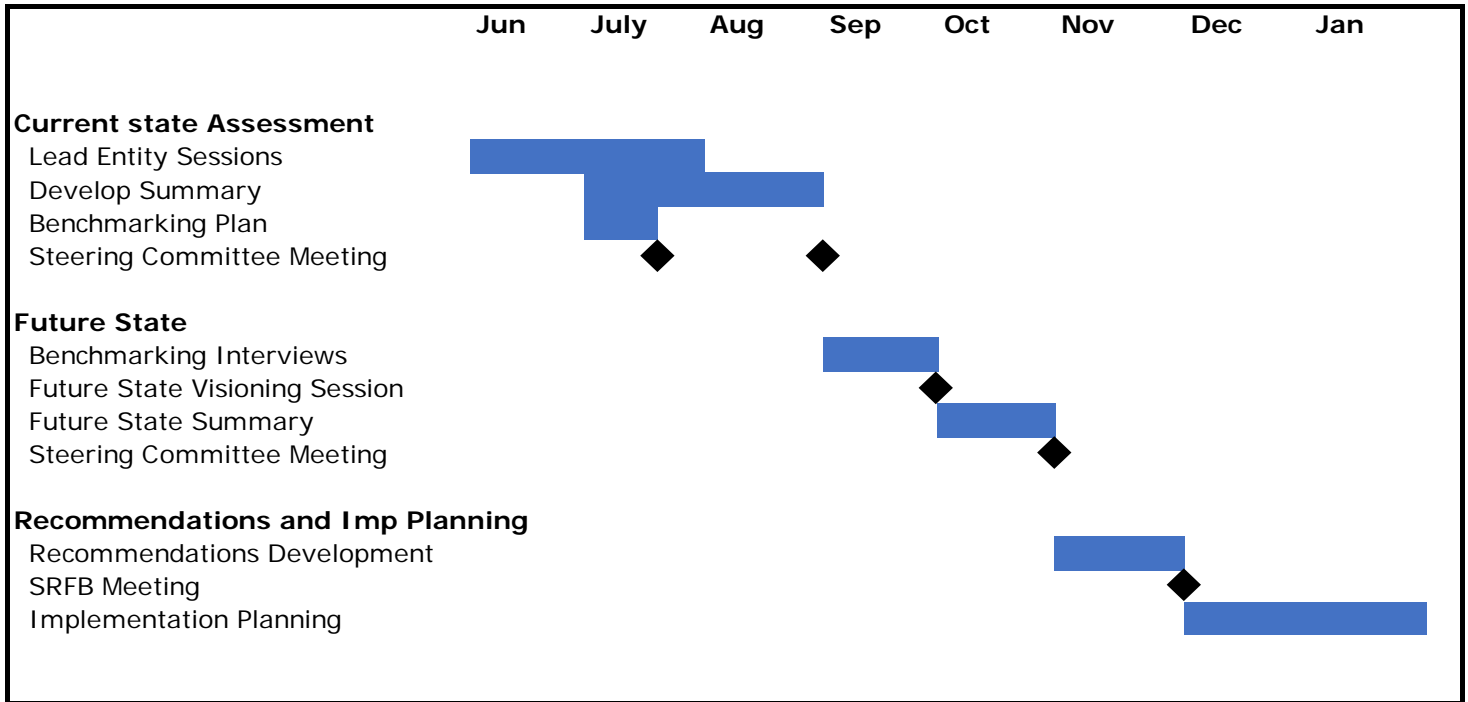 Jun July Aug Sep Oct Nov Dec Jan
Current state Assessment
Lead Entity Sessions
Develop Summary
Benchmarking Plan
Steering Committee Meeting
Future State
Benchmarking Interviews
Future State Visioning Session
Future State Summary
Steering Committee Meeting
Recommendations and Imp Planning
Recommendations Development
SRFB Meeting
Implementation Planning